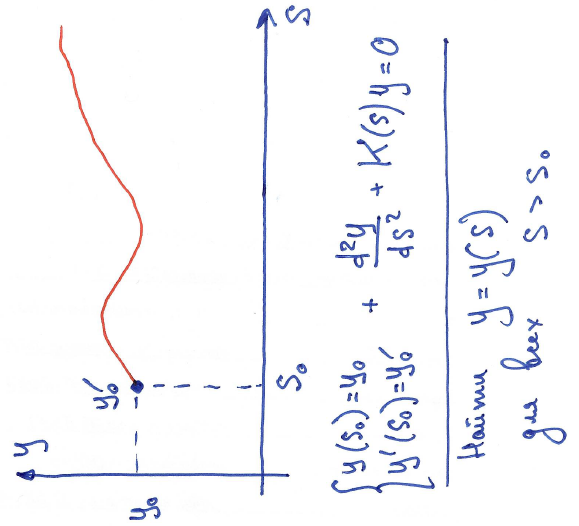 y
y₀
y₀′
S₀
S
{ y(S₀)=y₀
y′(S₀)=y₀′
+ d²y/ds² + K(s)y=0
Найти y=y(s)
для всех s>s₀